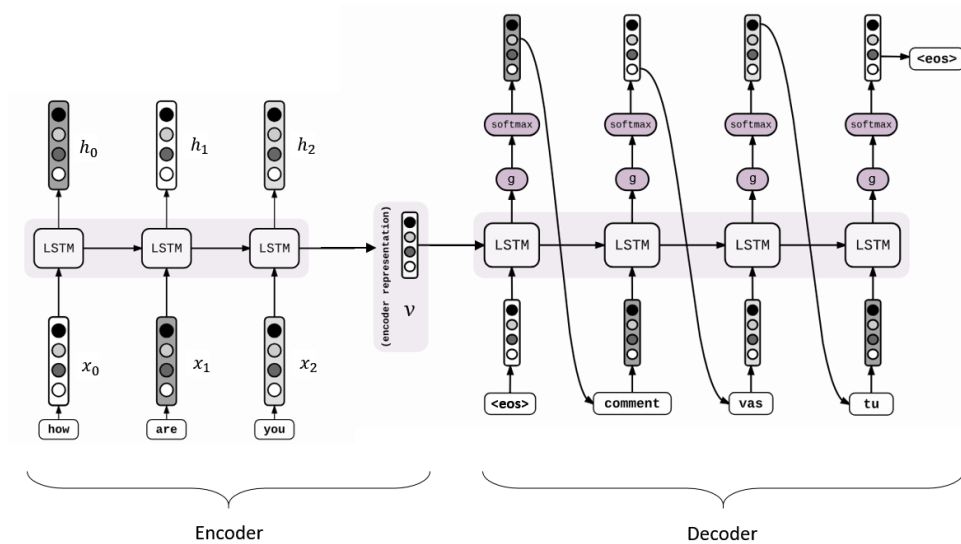 h₀
h₁
h₂
LSTM LSTM LSTM
(encoder representation)
v
x₀
x₁
x₂
how are you
Encoder
<eos>
softmax softmax softmax softmax
g g g g
LSTM LSTM LSTM LSTM
<eos> comment vas tu
Decoder